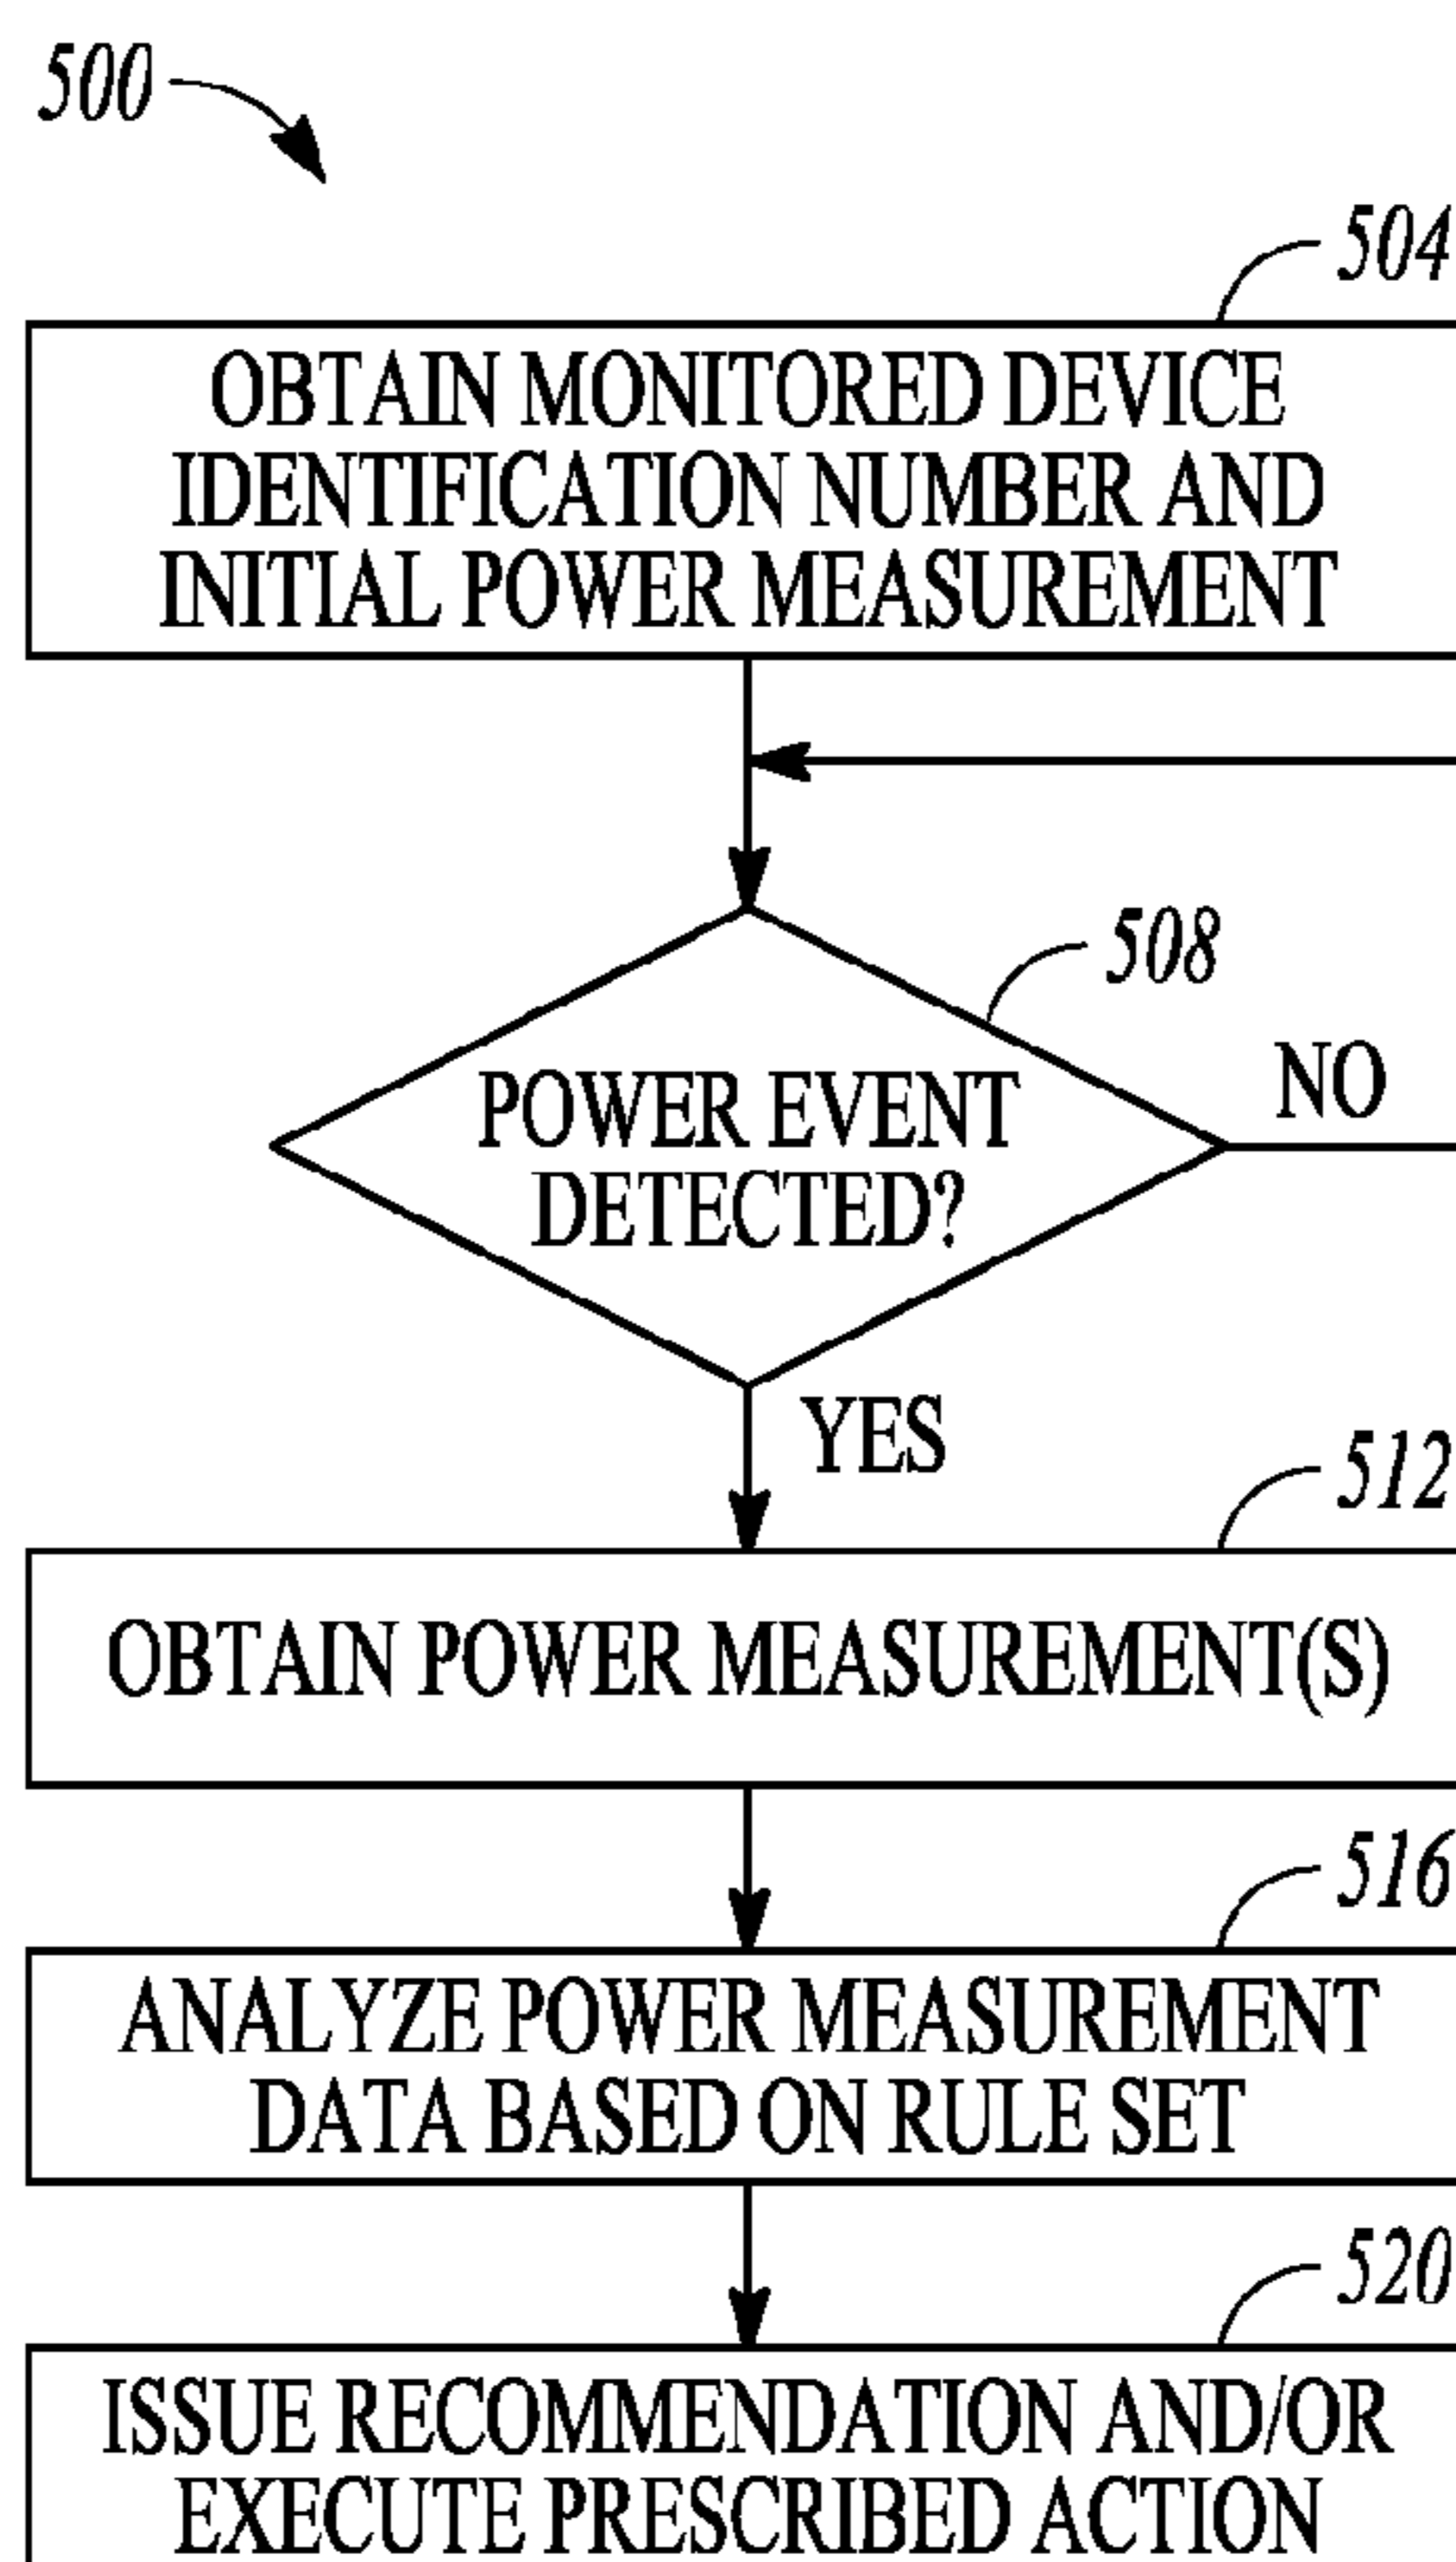 500
504
OBTAIN MONITORED DEVICE
IDENTIFICATION NUMBER AND
INITIAL POWER MEASUREMENT
508
POWER EVENT
DETECTED?
NO
YES
512
OBTAIN POWER MEASUREMENT(S)
516
ANALYZE POWER MEASUREMENT
DATA BASED ON RULE SET
520
ISSUE RECOMMENDATION AND/OR
EXECUTE PRESCRIBED ACTION